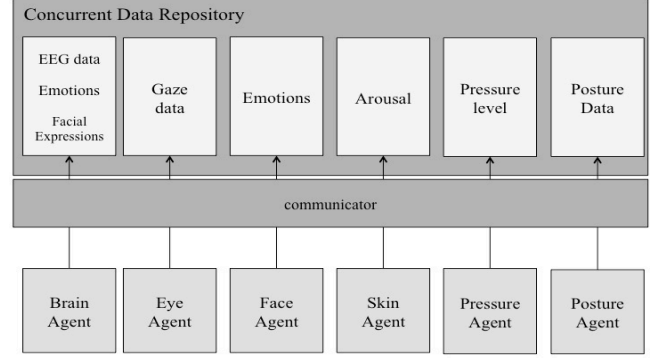 Concurrent Data Repository
EEG data
Emotions
Facial
Expressions
Gaze
data
Emotions
Arousal
Pressure
level
Posture
Data
communicator
Brain
Agent
Eye
Agent
Face
Agent
Skin
Agent
Pressure
Agent
Posture
Agent